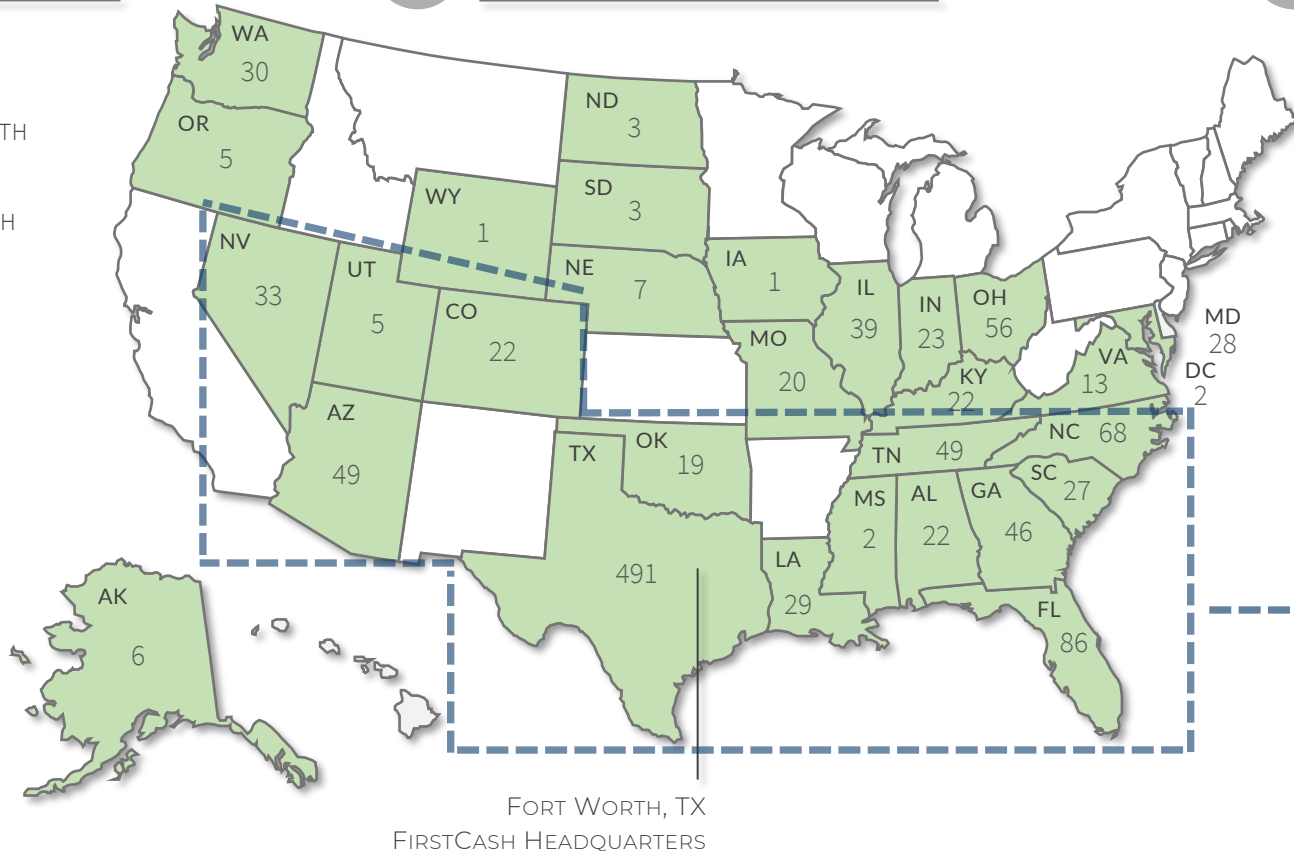 WA
30
TH
OR
5
H
ND
3
SD
3
WY
1
NE
7
NV
33
UT
5
CO
22
IA
1
IL
39
IN
23
OH
56
MD
28
DC
2
MO
20
KY
22
VA
13
AZ
49
TX
491
OK
19
TN
49
NC 68
SC
27
MS
2
AL
22
GA
46
LA
29
FL
86
AK
6
Fort Worth, TX
FirstCash Headquarters